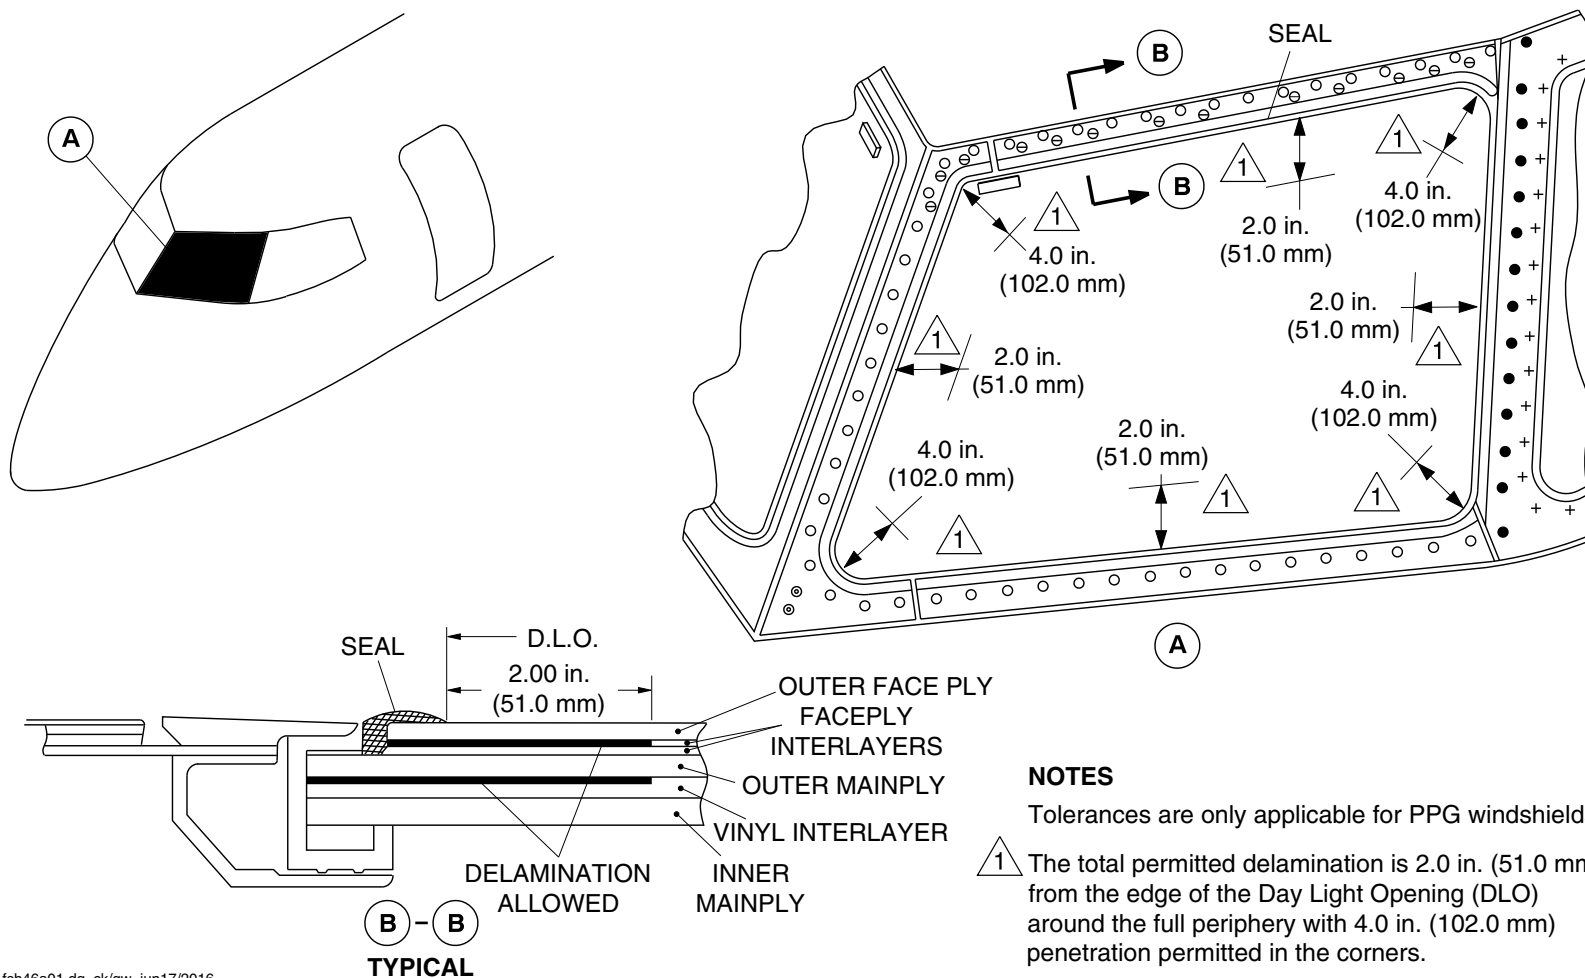 A
B
SEAL
B
1
1
4.0 in.
(102.0 mm)
1
2.0 in.
(51.0 mm)
4.0 in.
(102.0 mm)
2.0 in.
(51.0 mm)
1
1
2.0 in.
(51.0 mm)
4.0 in.
(102.0 mm)
2.0 in.
(51.0 mm)
4.0 in.
(102.0 mm)
1
1
1
A
SEAL
D.L.O.
2.00 in.
(51.0 mm)
OUTER FACE PLY
FACEPLY
INTERLAYERS
OUTER MAINPLY
VINYL INTERLAYER
INNER
MAINPLY
DELAMINATION
ALLOWED
B – B
TYPICAL
NOTES
Tolerances are only applicable for PPG windshield
1 The total permitted delamination is 2.0 in. (51.0 mm
from the edge of the Day Light Opening (DLO)
around the full periphery with 4.0 in. (102.0 mm)
penetration permitted in the corners.